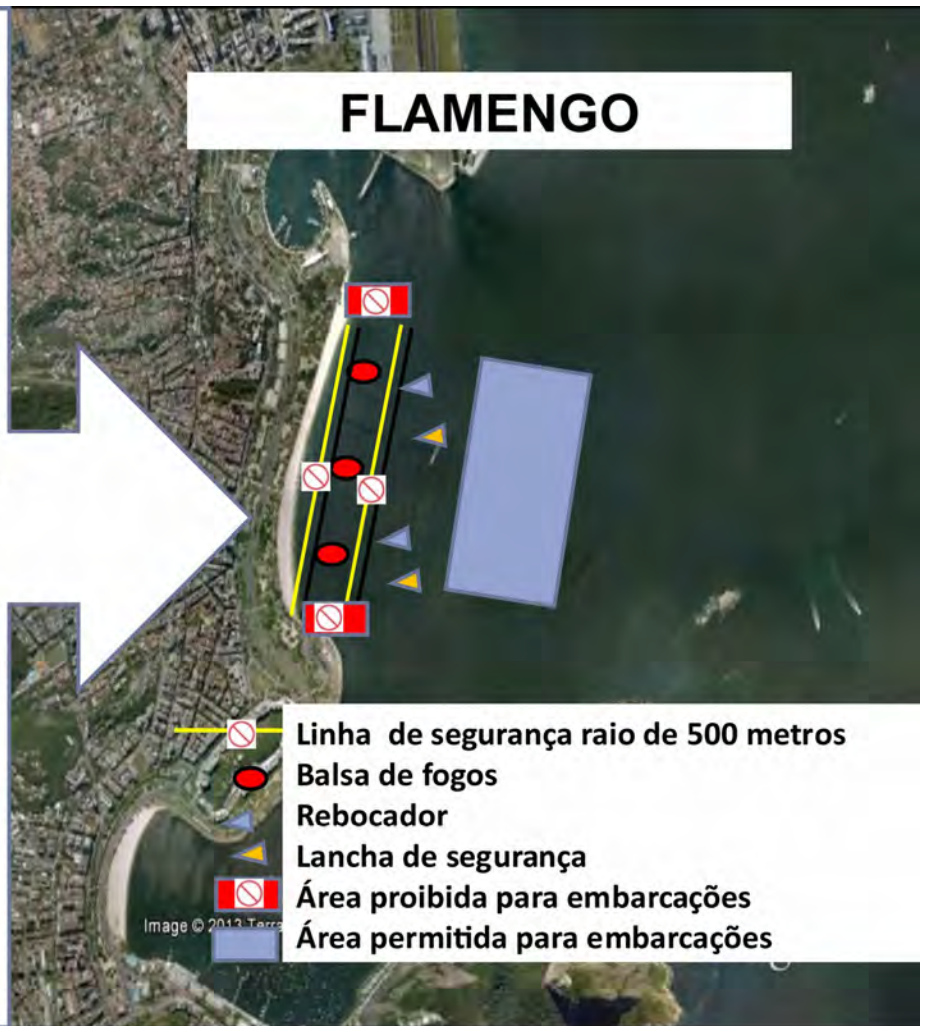 FLAMENGO
Linha de segurança raio de 500 metros
Balsa de fogos
Rebocador
Lancha de segurança
Área proibida para embarcações
Image © 2013
Área permitida para embarcações